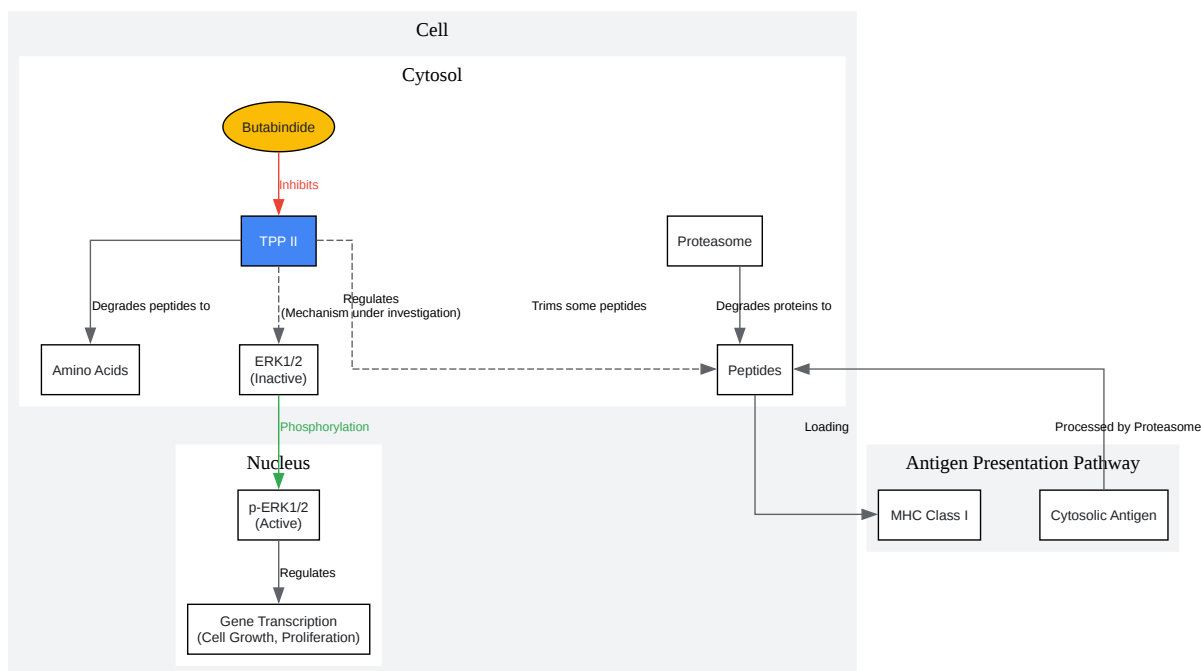 Cell
Cytosol
Butabindide
Inhibits
TPP II
Proteasome
Degrades peptides to
Regulates
(Mechanism under investigation)
Trims some peptides
Degrades proteins to
Amino Acids
ERK1/2
(Inactive)
Peptides
Phosphorylation
Loading
Processed by Proteasome
Nucleus
Antigen Presentation Pathway
p-ERK1/2
(Active)
MHC Class I
Cytosolic Antigen
Regulates
Gene Transcription
(Cell Growth, Proliferation)